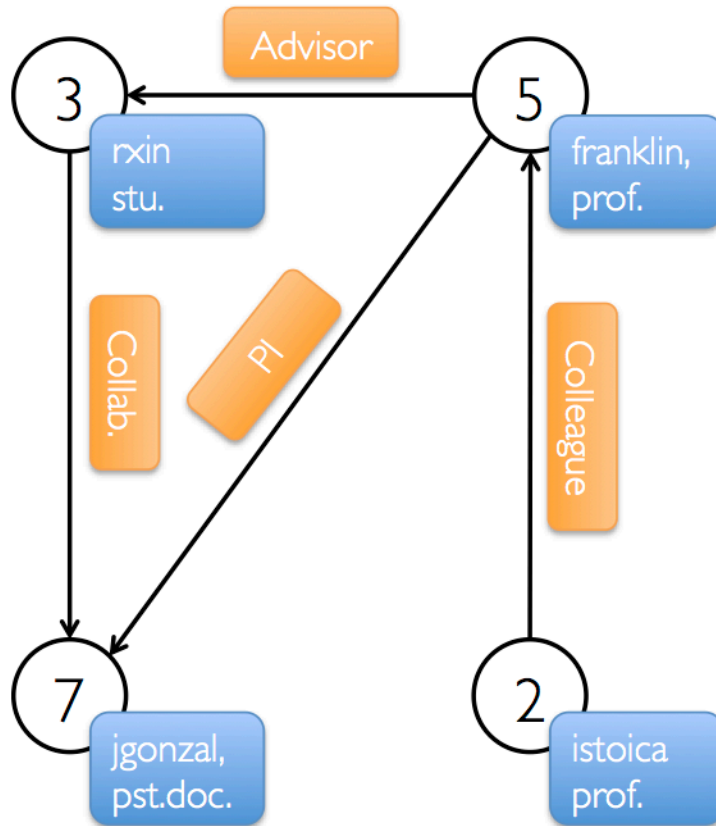 Advisor
3
5
rxin
stu.
franklin,
prof.
Collab.
PI
Colleague
7
2
jgonzal,
pst.doc.
istoica
prof.